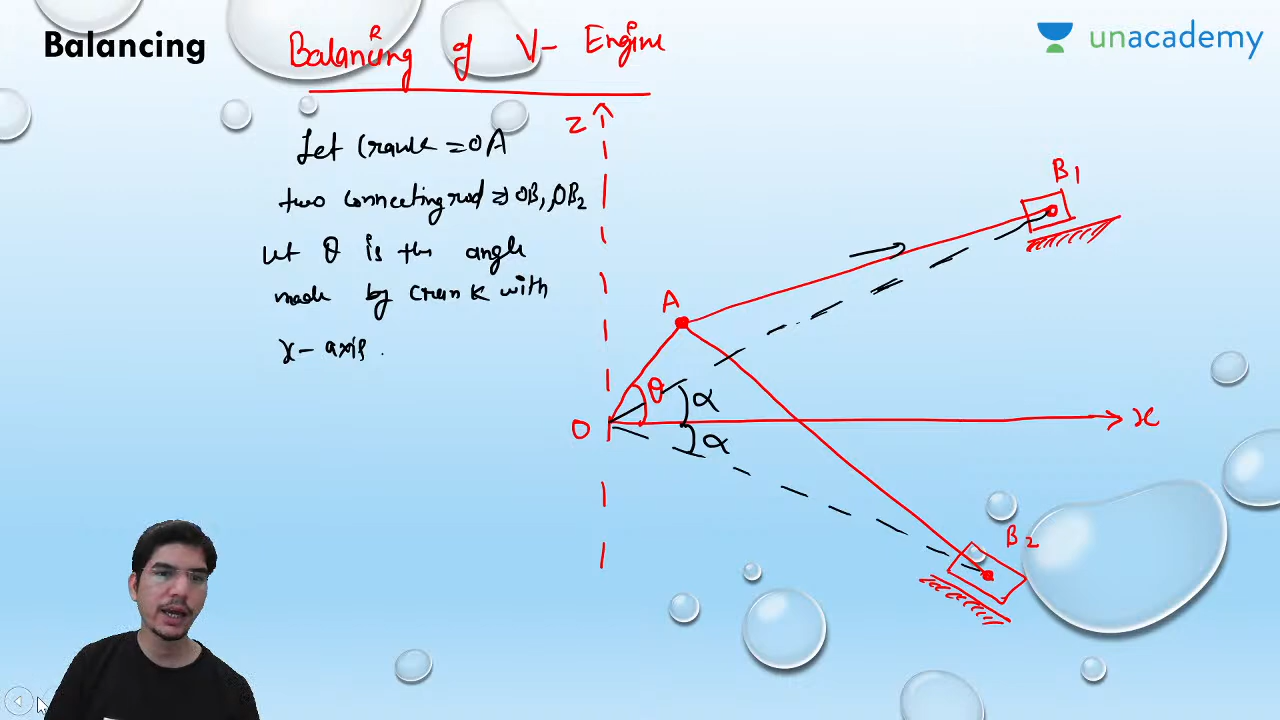 Balancing
Balancing of V- Engine
unacademy
Let Crank = OA
two connecting rod ⇒ OB1, OB2
Let θ is the angle
made by crank with
x- axis .
z
B1
A
θ
α
O
x
α
B2